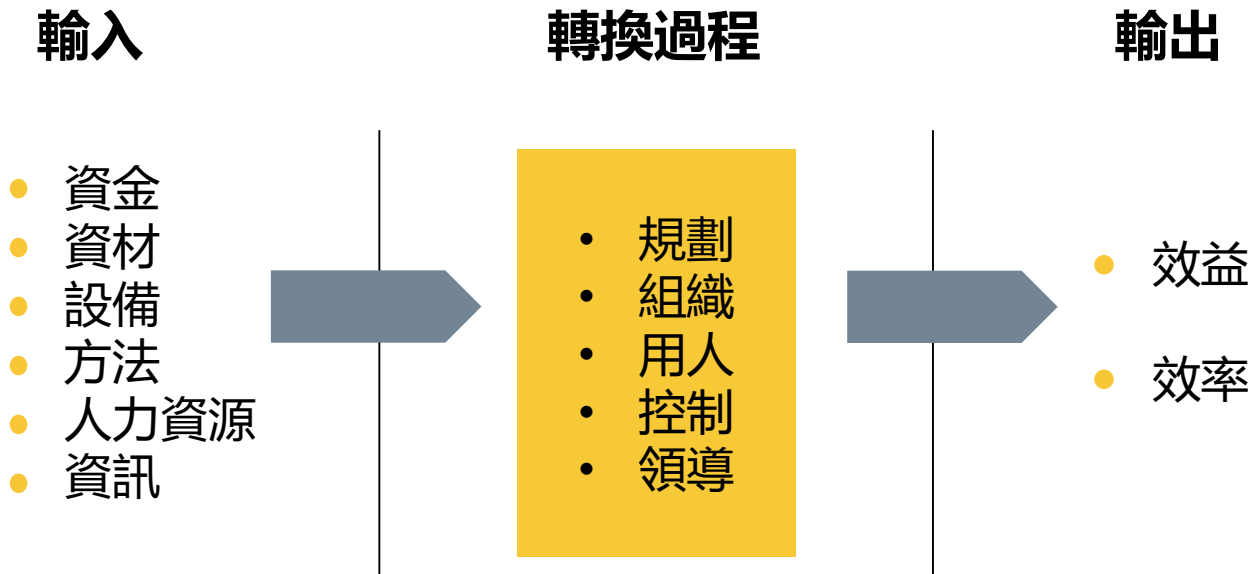 輸入
轉換過程
輸出
• 資金
• 資材
• 設備
• 方法
• 人力資源
• 資訊
• 規劃
• 組織
• 用人
• 控制
• 領導
• 效益
• 效率